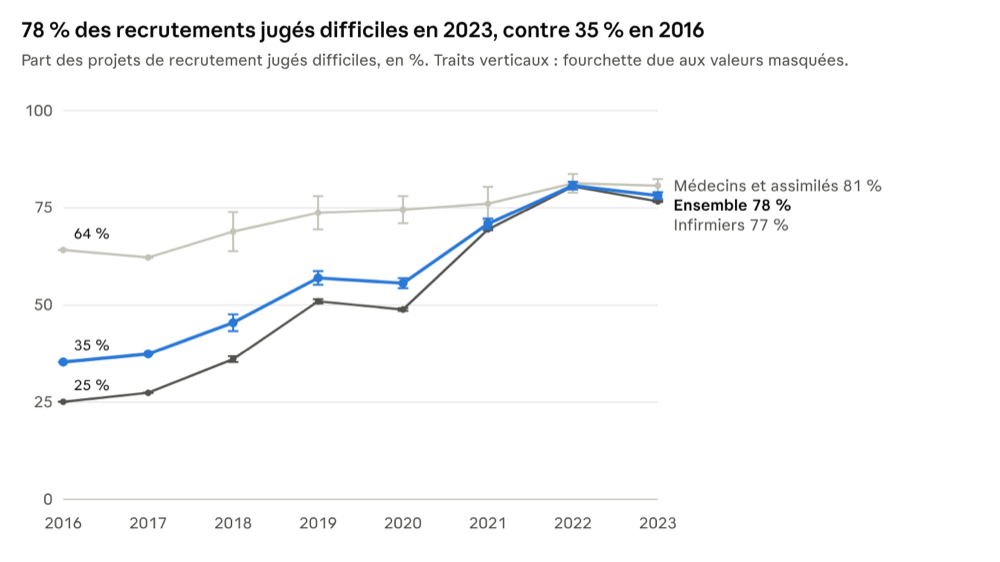 78 % des recrutements jugés difficiles en 2023, contre 35 % en 2016
Part des projets de recrutement jugés difficiles, en %. Traits verticaux : fourchette due aux valeurs masquées.
100
75
50
25
0
64 %
35 %
25 %
Médecins et assimilés 81 %
Ensemble 78 %
Infirmiers 77 %
2016 2017 2018 2019 2020 2021 2022 2023